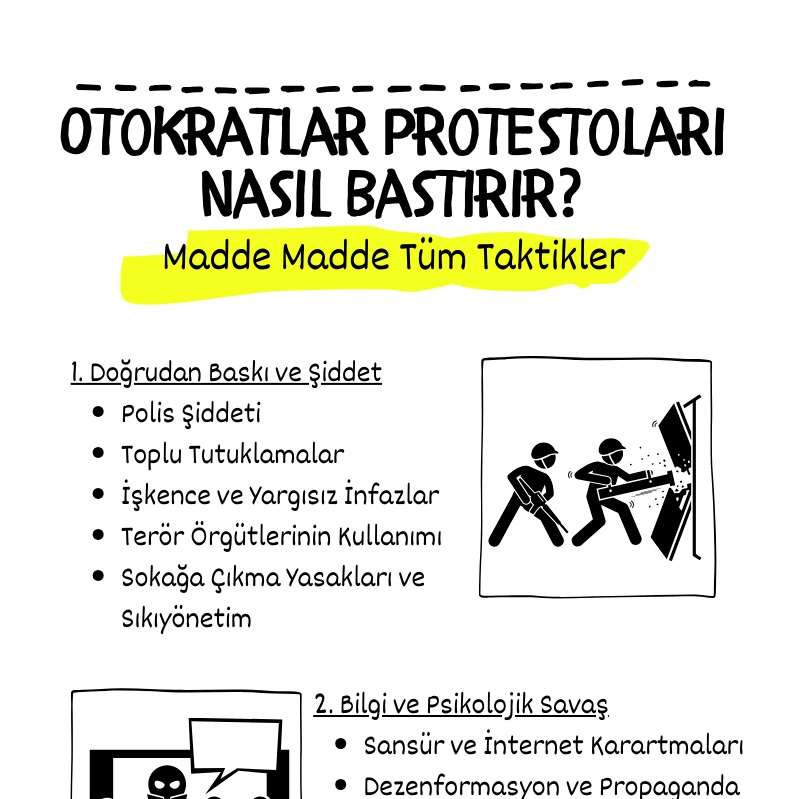 OTOKRATLAR PROTESTOLARI
NASIL BASTIRIR?
Madde Madde Tüm Taktikler
1. Doğrudan Baskı ve Şiddet
• Polis Şiddeti
• Toplu Tutuklamalar
• İşkence ve Yargısız İnfazlar
• Terör Örgütlerinin Kullanımı
• Sokağa Çıkma Yasakları ve
Sıkıyönetim
2. Bilgi ve Psikolojik Savaş
• Sansür ve İnternet Karartmaları
• Dezenformasyon ve Propaganda